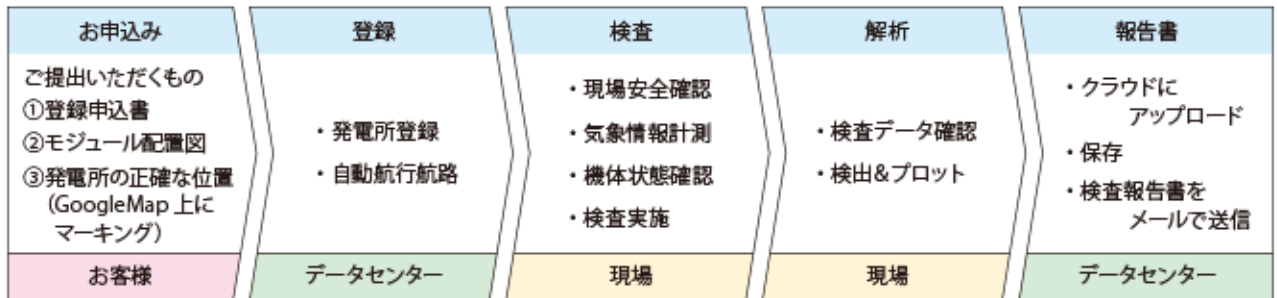 お申込み
ご提出いただくもの
①登録申込書
②モジュール配置図
③発電所の正確な位置
（GoogleMap 上に
マーキング）
お客様
登録
・発電所登録
・自動航行航路
データセンター
検査
・現場安全確認
・気象情報計測
・機体状態確認
・検査実施
現場
解析
・検査データ確認
・検出&プロット
現場
報告書
・クラウドに
アップロード
・保存
・検査報告書を
メールで送信
データセンター